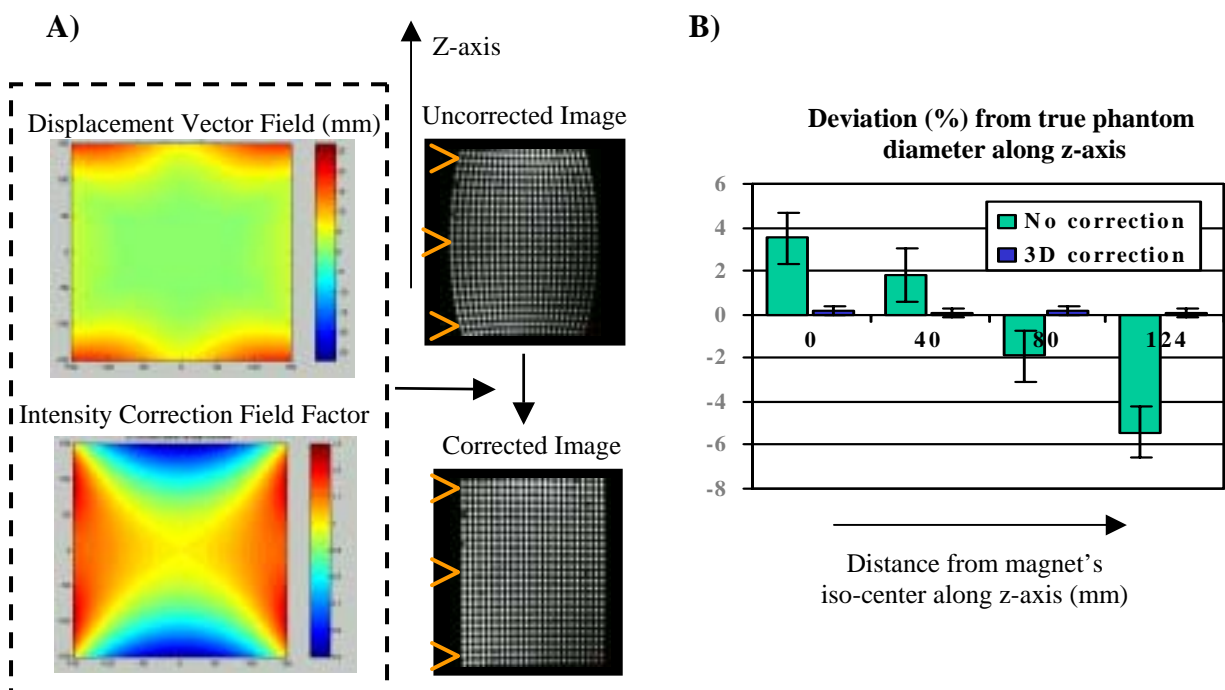 A)
Z-axis
Displacement Vector Field (mm)
Uncorrected Image
Intensity Correction Field Factor
Corrected Image
B)
Deviation (%) from true phantom
diameter along z-axis
6
4
2
0
-2
-4
-6
-8
No correction
3D correction
0 40 80 124
Distance from magnet's
iso-center along z-axis (mm)